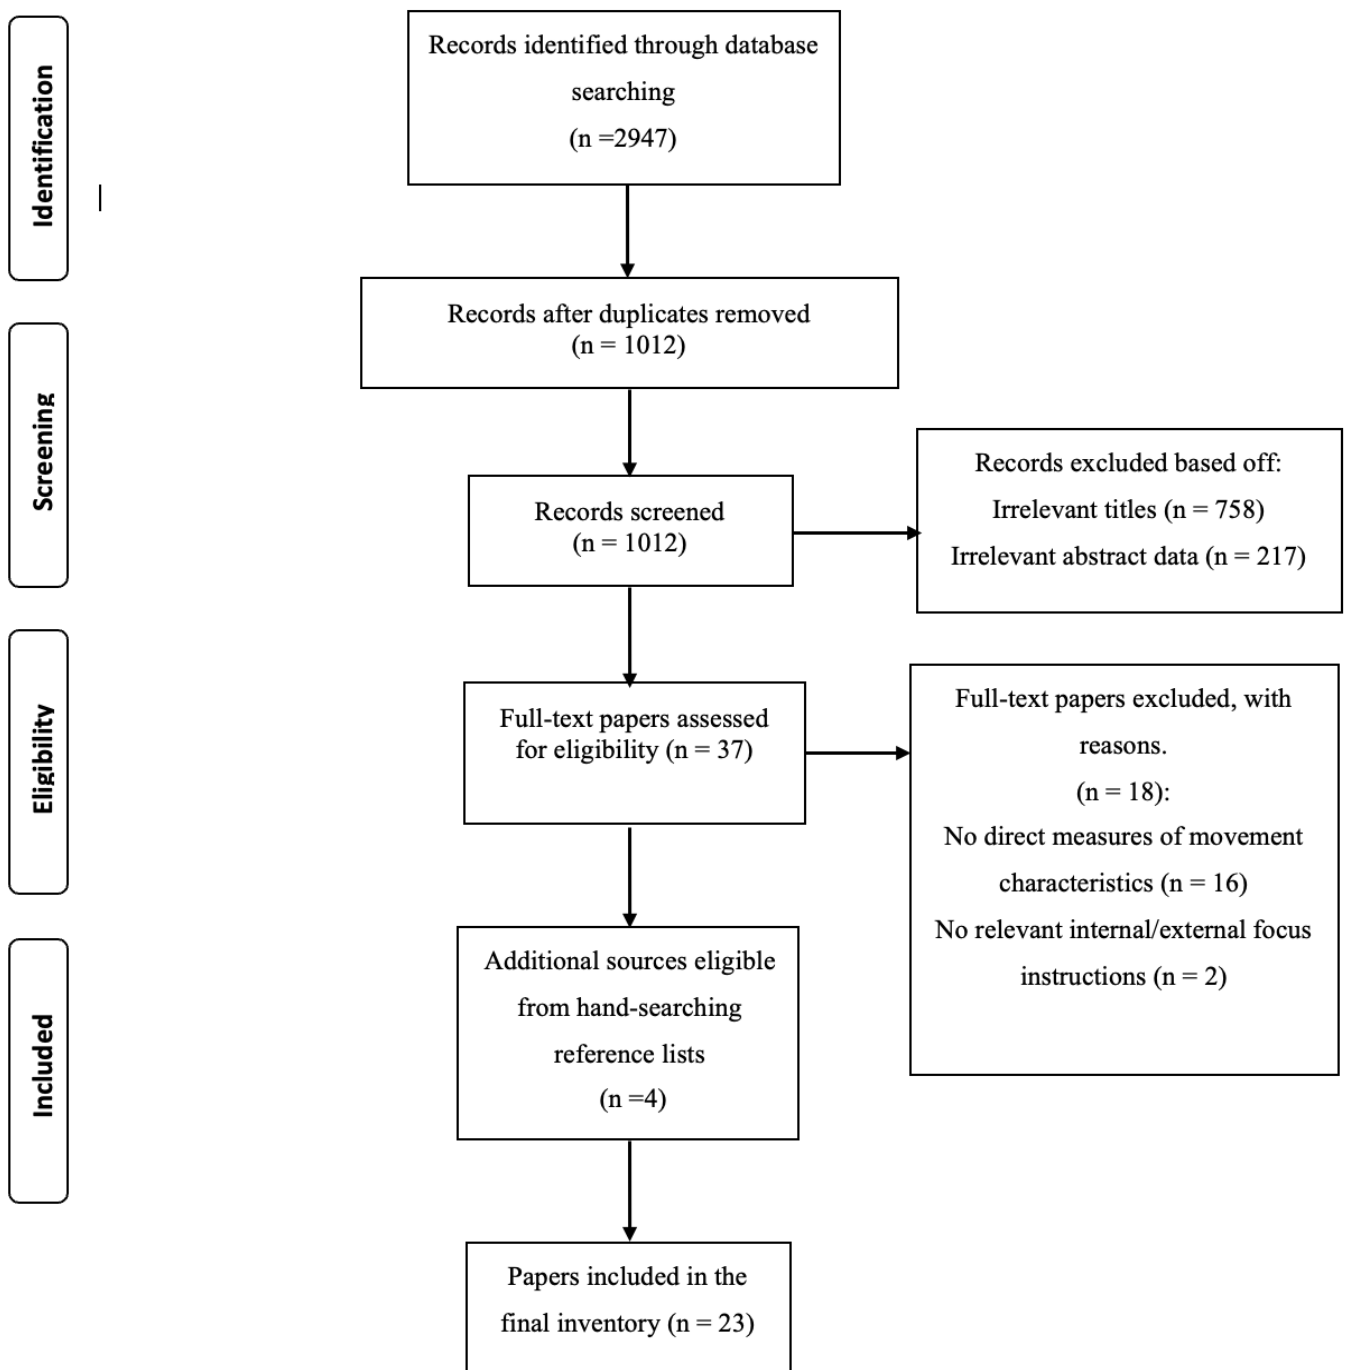 Identification
Records identified through database
searching
(n =2947)
Records after duplicates removed
(n = 1012)
Screening
Records screened
(n = 1012)
Records excluded based off:
Irrelevant titles (n = 758)
Irrelevant abstract data (n = 217)
Eligibility
Full-text papers assessed
for eligibility (n = 37)
Full-text papers excluded, with
reasons.
(n = 18):
No direct measures of movement
characteristics (n = 16)
No relevant internal/external focus
instructions (n = 2)
Included
Additional sources eligible
from hand-searching
reference lists
(n =4)
Papers included in the
final inventory (n = 23)